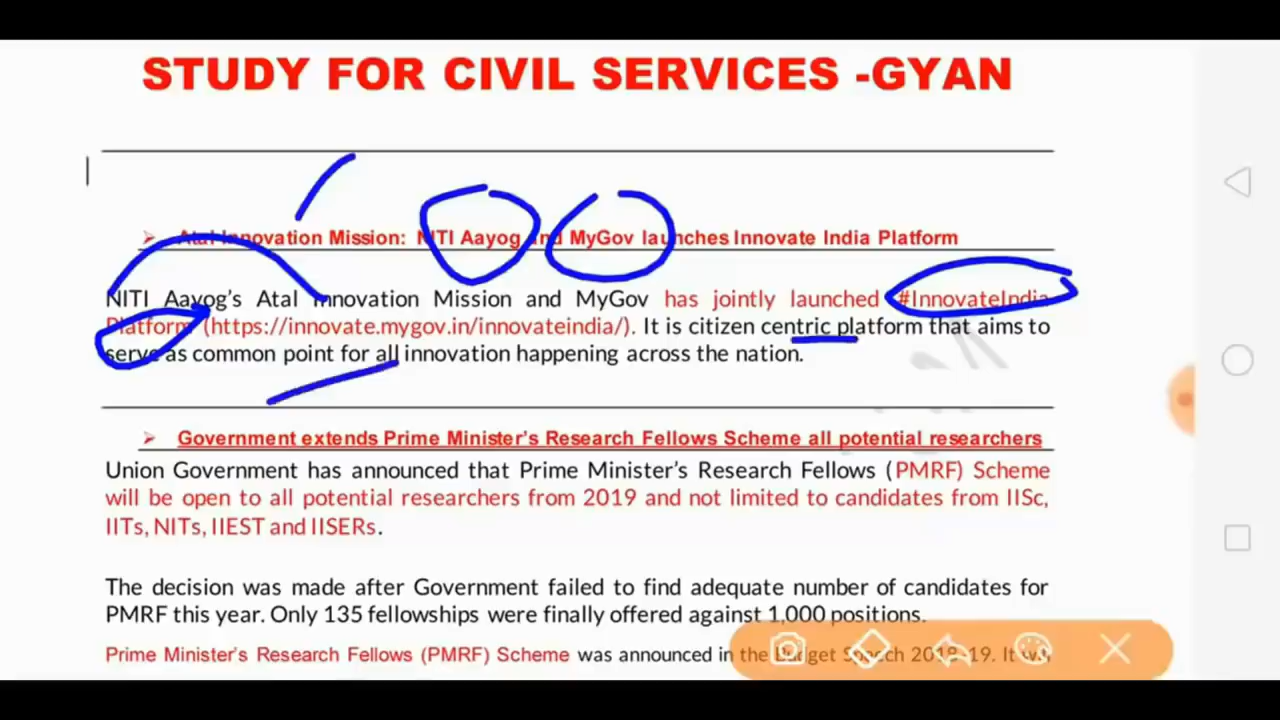 STUDY FOR CIVIL SERVICES -GYAN
Atal Innovation Mission: NITI Aayog and MyGov launches Innovate India Platform
NITI Aayog's Atal Innovation Mission and MyGov has jointly launched #InnovateIndia
Platform (https://innovate.mygov.in/innovateindia/). It is citizen centric platform that aims to
serve as common point for all innovation happening across the nation.
Government extends Prime Minister's Research Fellows Scheme all potential researchers
Union Government has announced that Prime Minister's Research Fellows (PMRF) Scheme
will be open to all potential researchers from 2019 and not limited to candidates from IISc,
IITs, NITs, IIEST and IISERs.
The decision was made after Government failed to find adequate number of candidates for
PMRF this year. Only 135 fellowships were finally offered against 1,000 positions.
Prime Minister's Research Fellows (PMRF) Scheme was announced in the Budget Speech 2018-19. It